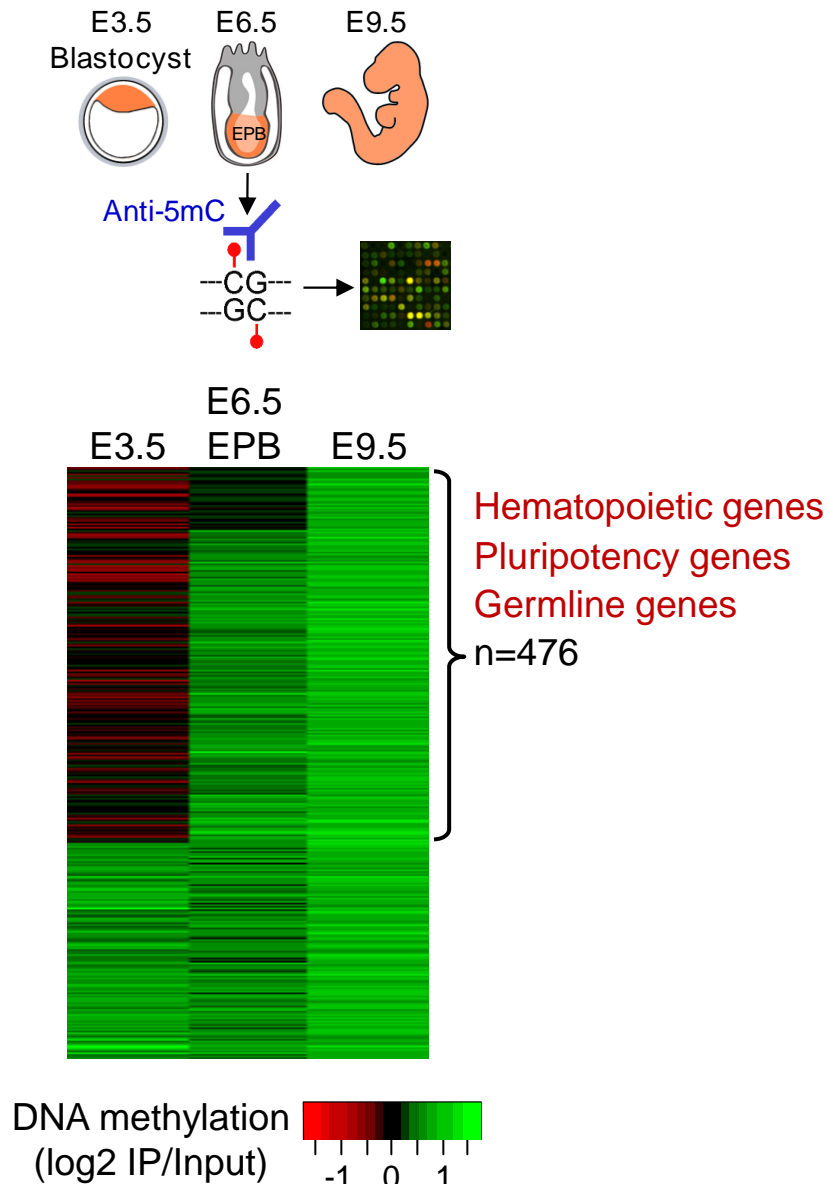 E3.5 E6.5 E9.5
Blastocyst
EPB
Anti-5mC
---CG---
---GC---
E6.5
E3.5 EPB E9.5
Hematopoietic genes
Pluripotency genes
Germline genes
n=476
DNA methylation
(log2 IP/Input)
-1 0 1